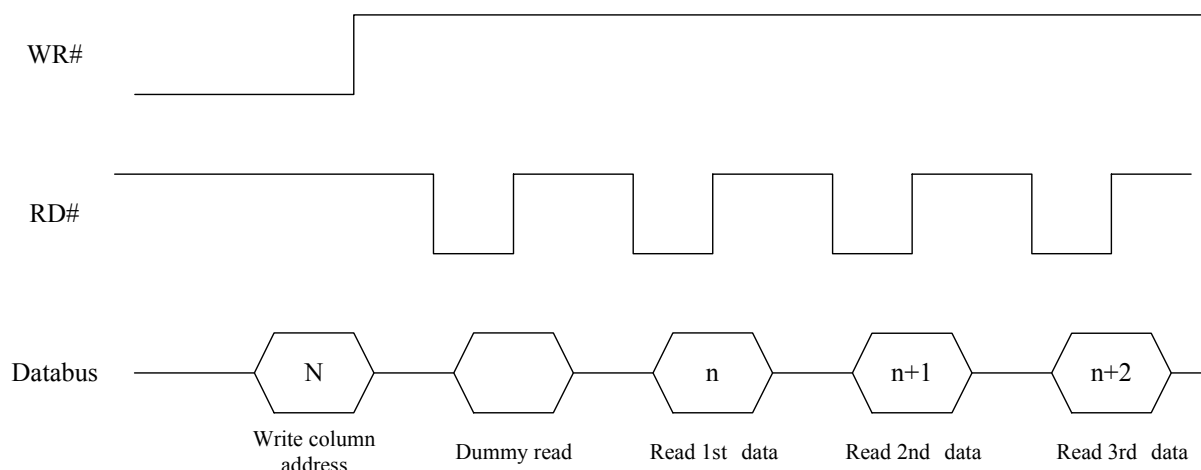 WR#
RD#
Databus
N
n
n+1
n+2
Write column
address
Dummy read
Read 1st data
Read 2nd data
Read 3rd data